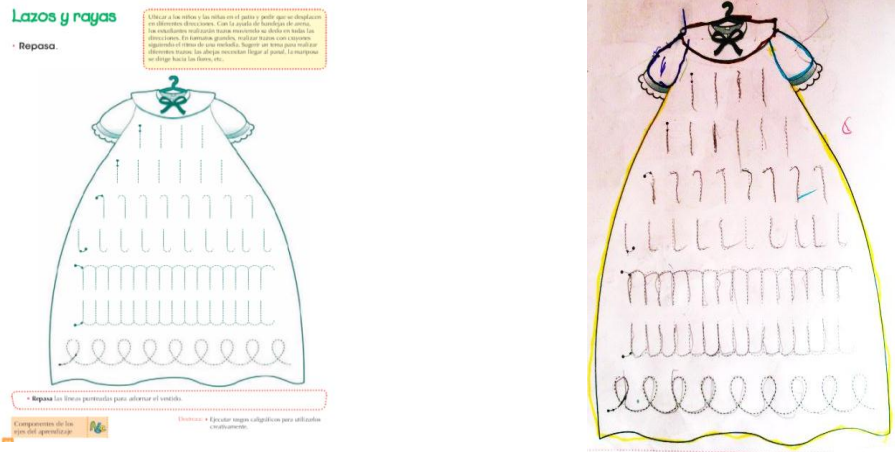 Lazos y rayas
• Repasa.
Ubicar a los niños y las niñas en el patio y pedir que se desplacen
en diferentes direcciones. Con la ayuda de bandejas de arena,
los estudiantes realizarán trazos moviendo su dedo en todas las
direcciones. En formatos grandes, realizar trazos con crayones
siguiendo el ritmo de una melodía. Sugerir un tema para realizar
diferentes trazos: las abejas necesitan llegar al panal, la mariposa
se dirige hacia las flores, etc.
• Repasa las líneas punteadas para adornar el vestido.
Componentes de los
ejes del aprendizaje
Destreza: • Ejecutar rasgos caligráficos para utilizarlos
creativamente.